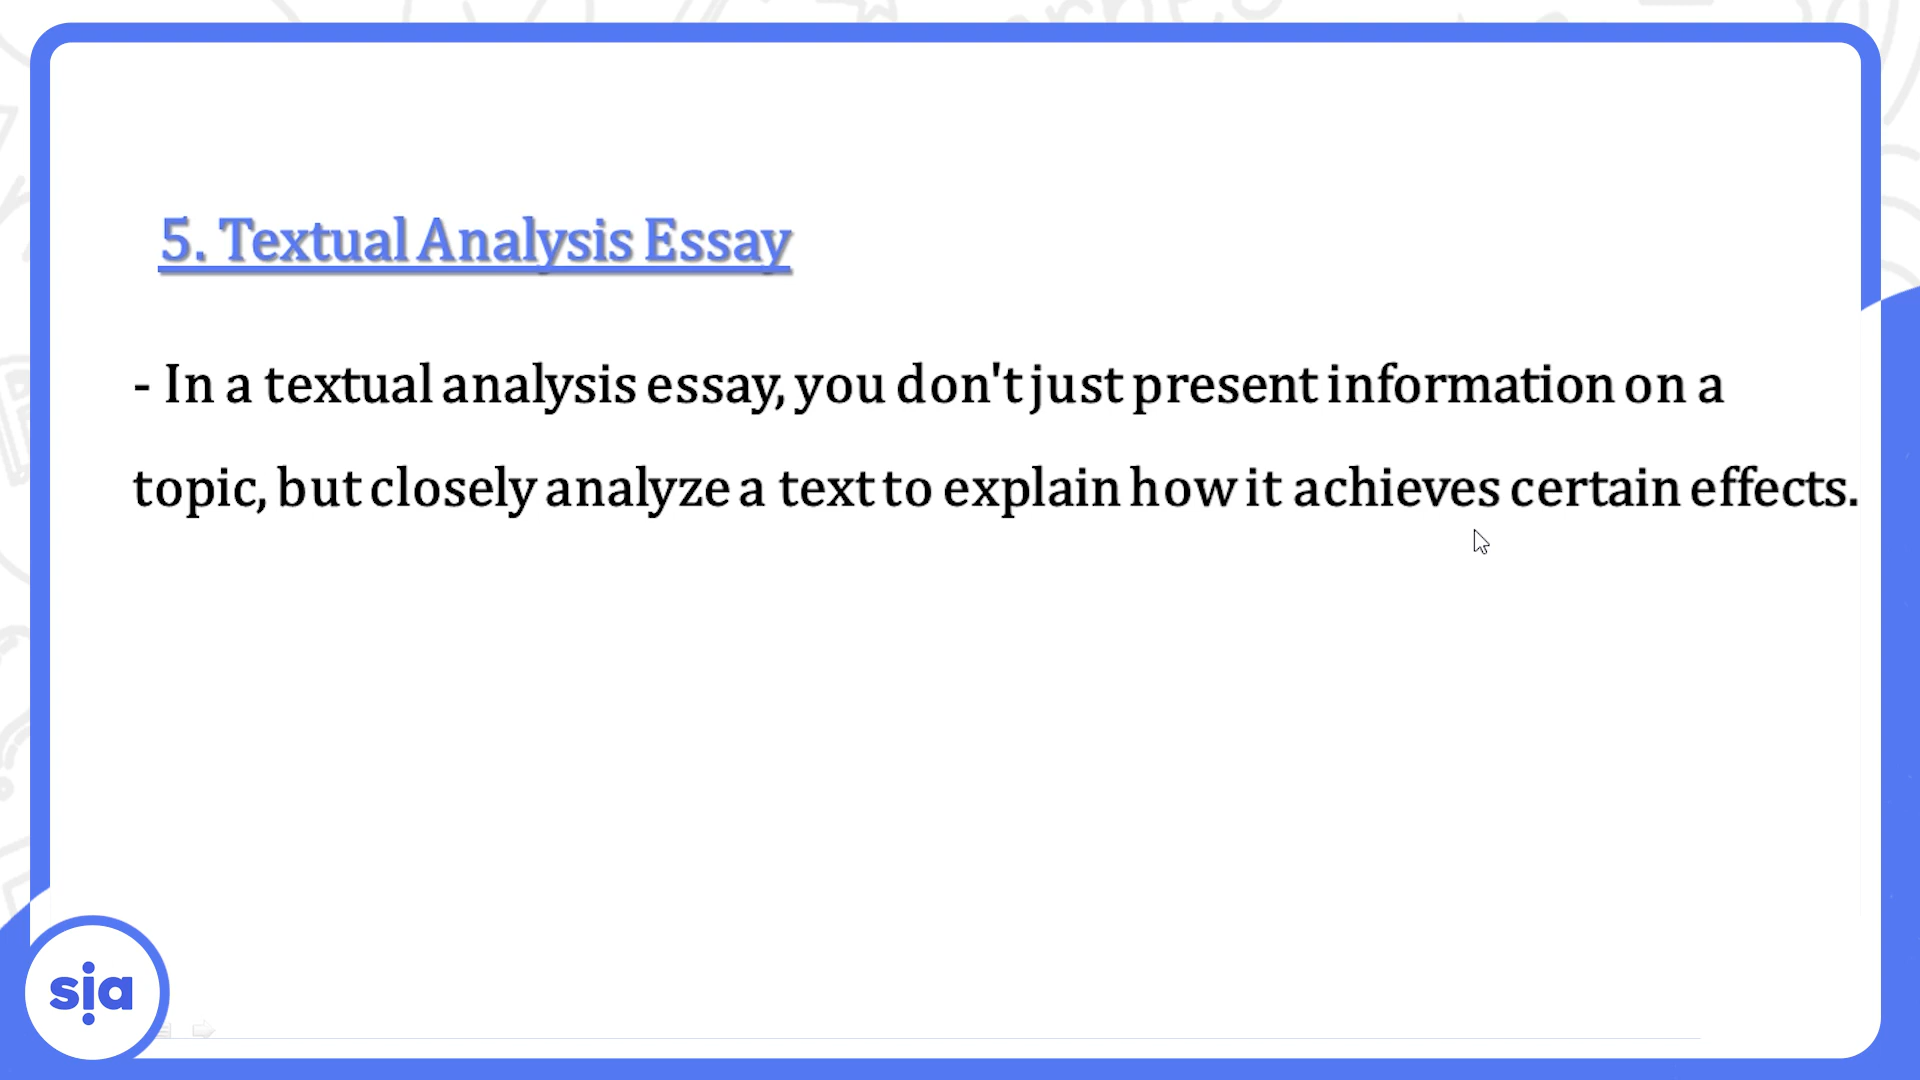 5. Textual Analysis Essay
- In a textual analysis essay, you don't just present information on a
topic, but closely analyze a text to explain how it achieves certain effects.
sia